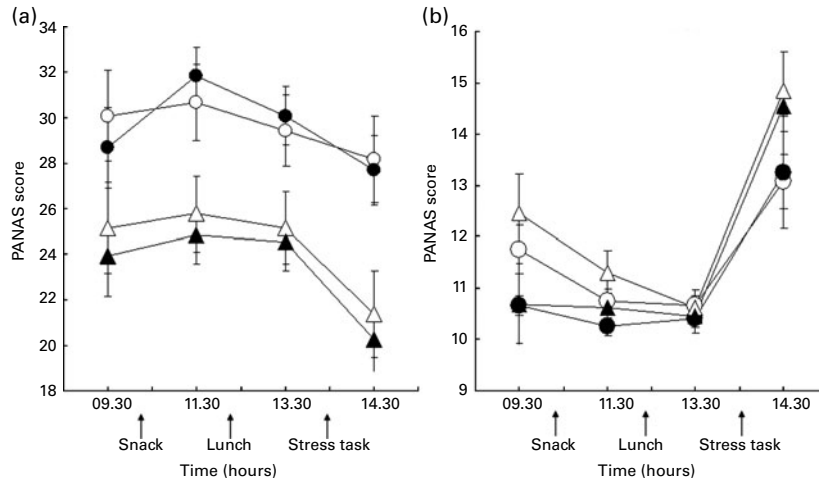 (a)
34
32
30
28
26
24
22
20
18
PANAS score
09.30 11.30 13.30 14.30
Snack Lunch Stress task
Time (hours)
(b)
16
15
14
13
12
11
10
9
PANAS score
09.30 11.30 13.30 14.30
Snack Lunch Stress task
Time (hours)